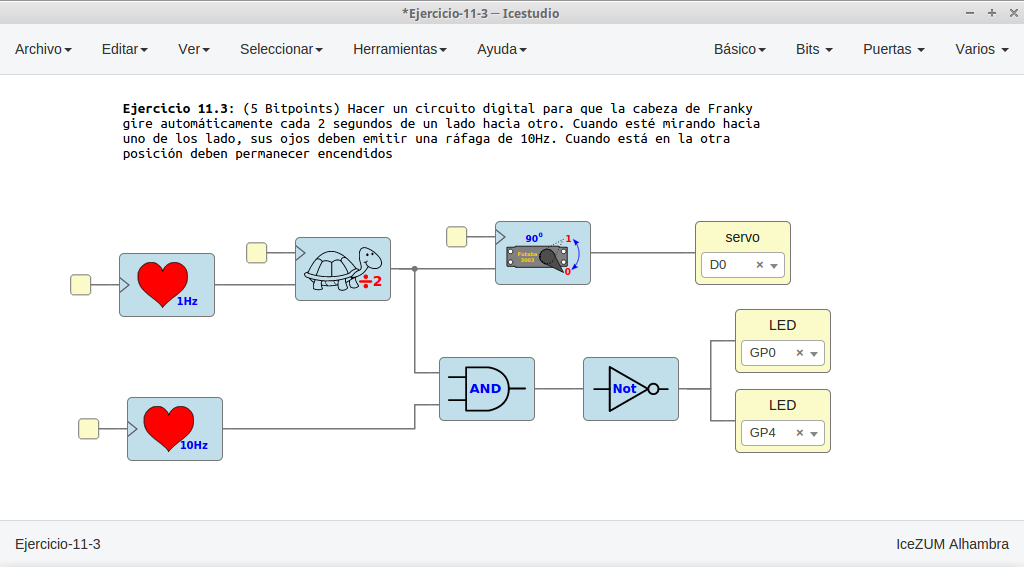 *Ejercicio-11-3 ─ Icestudio
Archivo Editar Ver Seleccionar Herramientas Ayuda Básico Bits Puertas Varios
Ejercicio 11.3: (5 Bitpoints) Hacer un circuito digital para que la cabeza de Franky
gire automáticamente cada 2 segundos de un lado hacia otro. Cuando esté mirando hacia
uno de los lado, sus ojos deben emitir un ráfaga de 10Hz. Cuando está en la otra
posición deben permanecer encendidos
1Hz
÷2
90º
1
Futaba
3003
0
servo
D0
10Hz
AND
Not
LED
GP0
LED
GP4
Ejercicio-11-3
IceZUM Alhambra